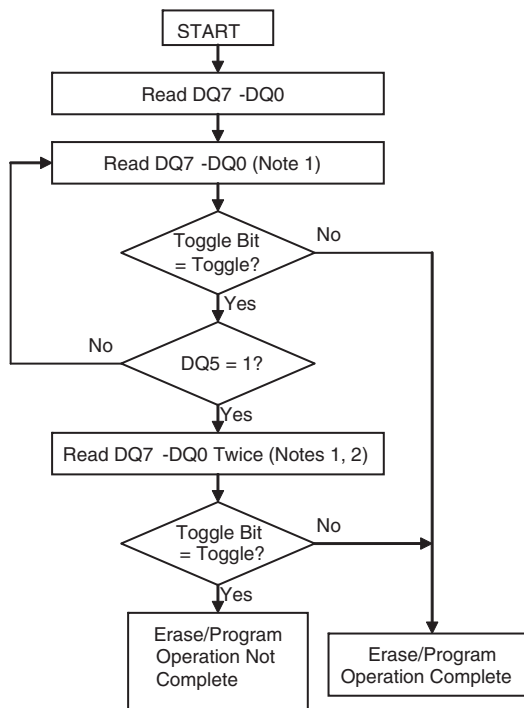 START
Read DQ7 -DQ0
Read DQ7 -DQ0 (Note 1)
Toggle Bit
= Toggle?
No
Yes
No
DQ5 = 1?
Yes
Read DQ7 -DQ0 Twice (Notes 1, 2)
Toggle Bit
= Toggle?
No
Yes
Erase/Program
Operation Not
Complete
Erase/Program
Operation Complete